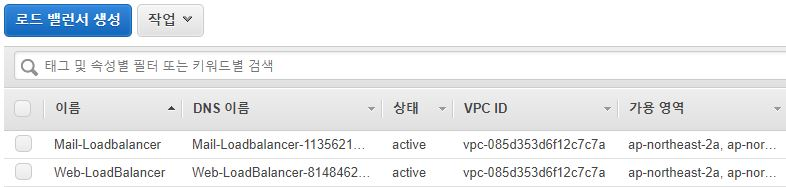 로드 밸런서 생성 작업
태그 및 속성별 필터 또는 키워드별 검색
이름 DNS 이름 상태 VPC ID 가용 영역
Mail-Loadbalancer Mail-Loadbalancer-1135621... active vpc-085d353d6f12c7c7a ap-northeast-2a, ap-nor...
Web-LoadBalancer Web-LoadBalancer-8148462... active vpc-085d353d6f12c7c7a ap-northeast-2a, ap-nor...